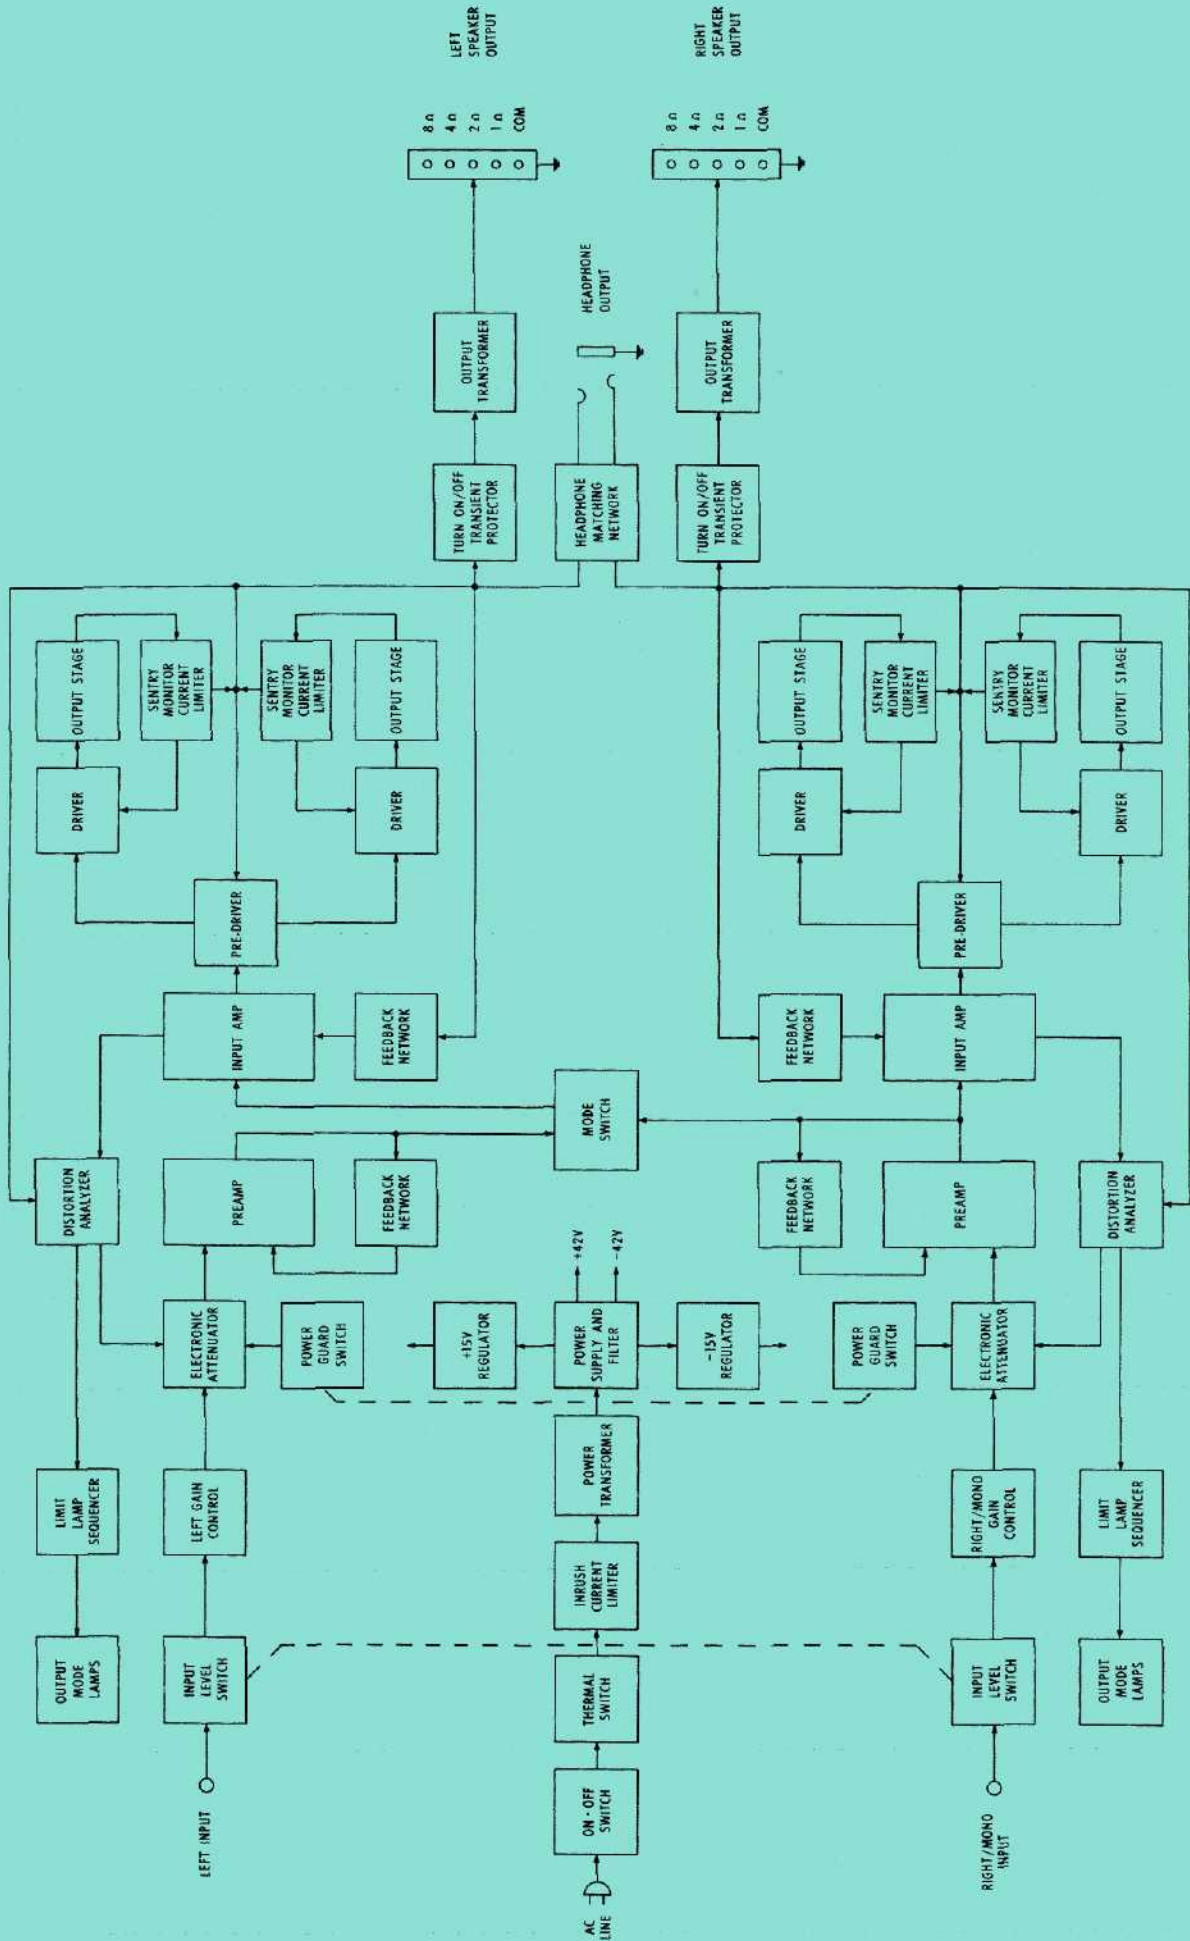 LEFT
SPEAKER
OUTPUT
RIGHT
SPEAKER
OUTPUT
8 Ω
4 Ω
2 Ω
1 Ω
COM
8 Ω
4 Ω
2 Ω
1 Ω
COM
OUTPUT
TRANSFORMER
HEADPHONE
OUTPUT
OUTPUT
TRANSFORMER
TURN ON/OFF
TRANSIENT
PROTECTOR
HEADPHONE
MATCHING
NETWORK
TURN ON/OFF
TRANSIENT
PROTECTOR
OUTPUT STAGE
SENTRY
MONITOR
CURRENT
LIMITER
SENTRY
MONITOR
CURRENT
LIMITER
OUTPUT STAGE
OUTPUT STAGE
SENTRY
MONITOR
CURRENT
LIMITER
SENTRY
MONITOR
CURRENT
LIMITER
OUTPUT STAGE
DRIVER
DRIVER
DRIVER
DRIVER
PRE-DRIVER
PRE-DRIVER
INPUT AMP
FEEDBACK
NETWORK
FEEDBACK
NETWORK
INPUT AMP
MODE
SWITCH
DISTORTION
ANALYZER
PREAMP
FEEDBACK
NETWORK
FEEDBACK
NETWORK
PREAMP
DISTORTION
ANALYZER
+42V
-42V
ELECTRONIC
ATTENUATOR
POWER
GUARD
SWITCH
+15V
REGULATOR
POWER
SUPPLY AND
FILTER
-15V
REGULATOR
POWER
GUARD
SWITCH
ELECTRONIC
ATTENUATOR
LIMIT
LAMP
SEQUENCER
LEFT GAIN
CONTROL
POWER
TRANSFORMER
RIGHT/MONO
GAIN
CONTROL
LIMIT
LAMP
SEQUENCER
INRUSH
CURRENT
LIMITER
OUTPUT
MODE
LAMPS
INPUT
LEVEL
SWITCH
THERMAL
SWITCH
INPUT
LEVEL
SWITCH
OUTPUT
MODE
LAMPS
LEFT INPUT
ON-OFF
SWITCH
RIGHT/MONO
INPUT
AC
LINE